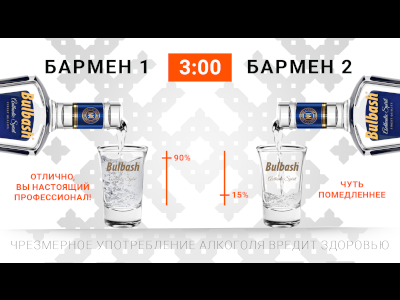 БАРМЕН 1
3:00
БАРМЕН 2
Bulbash
Bulbash
90%
15%
Bulbash
Bulbash
ОТЛИЧНО,
ВЫ НАСТОЯЩИЙ
ПРОФЕССИОНАЛ!
ЧУТЬ
ПОМЕДЛЕННЕЕ
ЧРЕЗМЕРНОЕ УПОТРЕБЛЕНИЕ АЛКОГОЛЯ ВРЕДИТ ЗДОРОВЬЮ